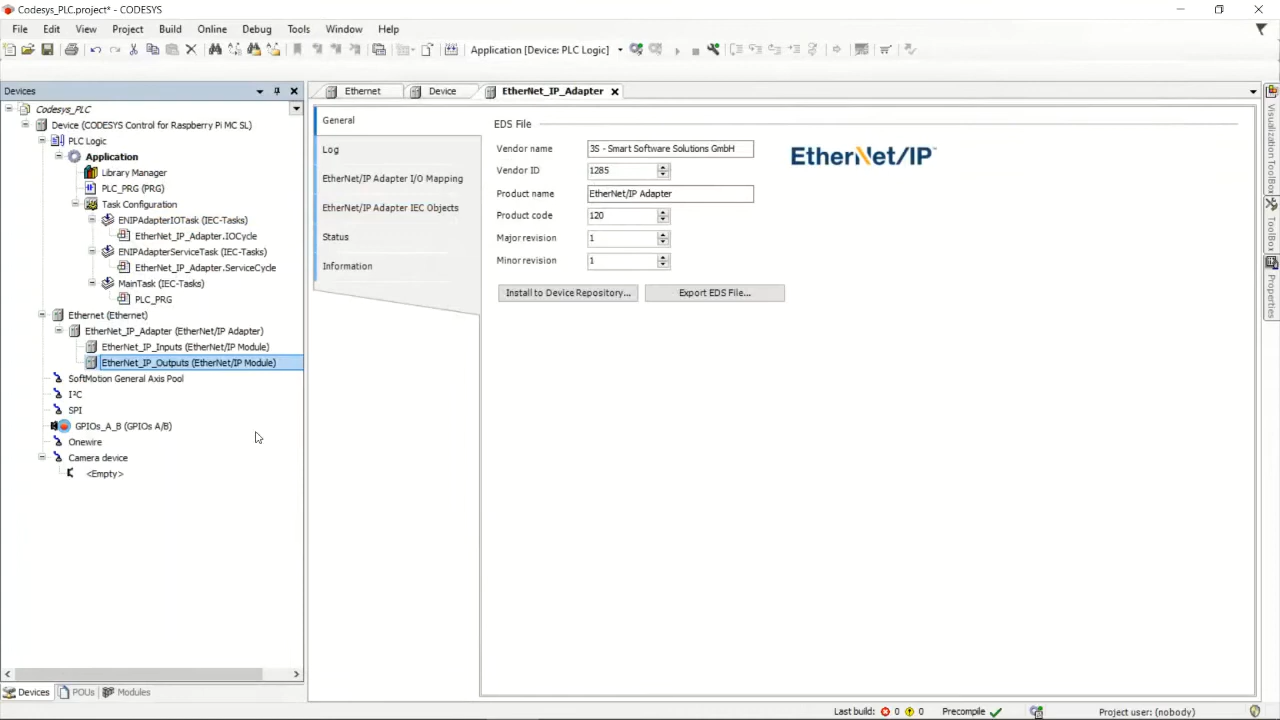 Codesys_PLC.project* - CODESYS
File Edit View Project Build Online Debug Tools Window Help
Application [Device: PLC Logic]
Devices
Codesys_PLC
Device (CODESYS Control for Raspberry Pi MC SL)
PLC Logic
Application
Library Manager
PLC_PRG (PRG)
Task Configuration
ENIPAdapterIOTask (IEC-Tasks)
EtherNet_IP_Adapter.IOCycle
ENIPAdapterServiceTask (IEC-Tasks)
EtherNet_IP_Adapter.ServiceCycle
MainTask (IEC-Tasks)
PLC_PRG
Ethernet (Ethernet)
EtherNet_IP_Adapter (EtherNet/IP Adapter)
EtherNet_IP_Inputs (EtherNet/IP Module)
EtherNet_IP_Outputs (EtherNet/IP Module)
SoftMotion General Axis Pool
I²C
SPI
GPIOs_A_B (GPIOs A/B)
Onewire
Camera device
<Empty>
Devices POUs Modules
Ethernet Device EtherNet_IP_Adapter
General
Log
EtherNet/IP Adapter I/O Mapping
EtherNet/IP Adapter IEC Objects
Status
Information
EDS File
Vendor name 3S - Smart Software Solutions GmbH
Vendor ID 1285
Product name EtherNet/IP Adapter
Product code 120
Major revision 1
Minor revision 1
Install to Device Repository... Export EDS File...
EtherNet/IP™
Visualization Toolbox
ToolBox
Properties
Last build: 0 0 Precompile Project user: (nobody)